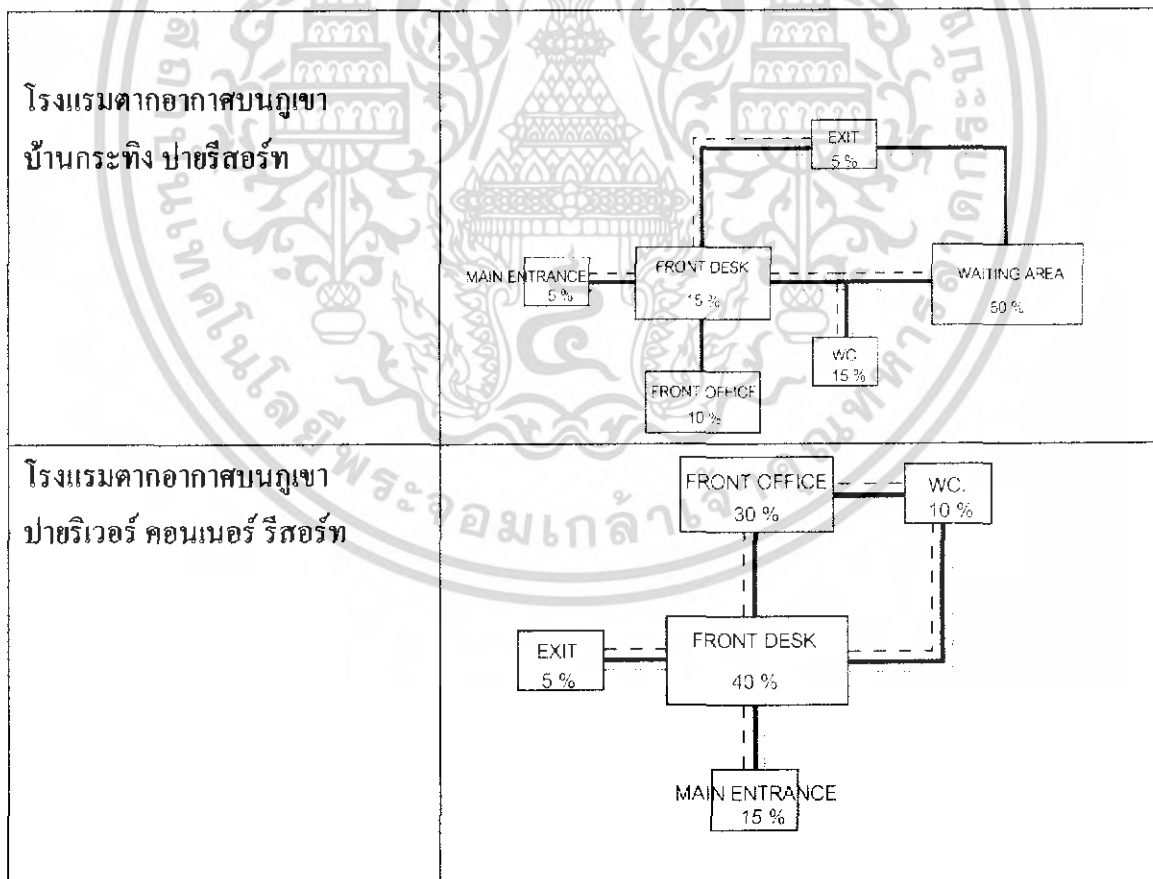 โรงแรมตากอากาศบนภูเขา
บ้านกระทิง ปายรีสอร์ท
EXIT
5 %
MAIN ENTRANCE
5 %
FRONT DESK
15 %
WAITING AREA
50 %
WC.
15 %
FRONT OFFICE
10 %
โรงแรมตากอากาศบนภูเขา
ปายริเวอร์ คอนเนอร์ รีสอร์ท
FRONT OFFICE
30 %
WC.
10 %
EXIT
5 %
FRONT DESK
40 %
MAIN ENTRANCE
15 %